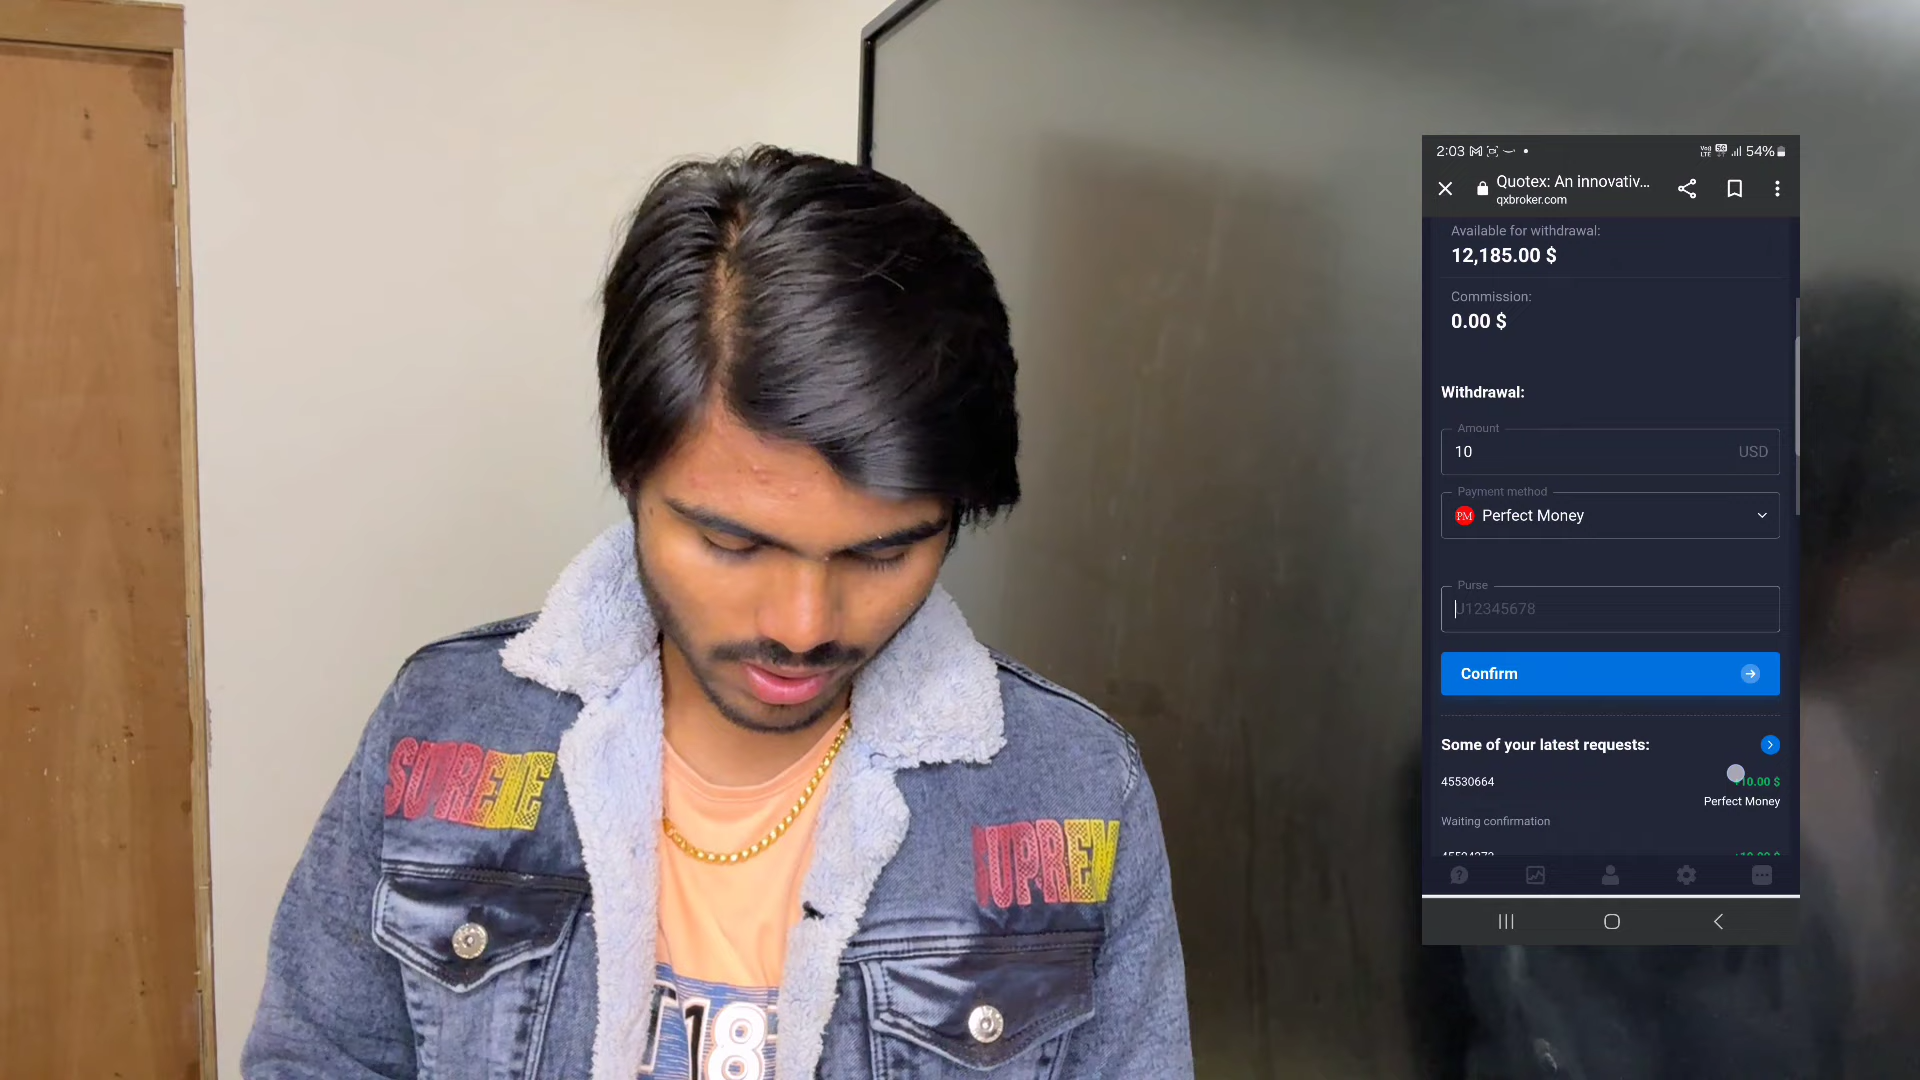 2:03
54%
Quotex: An innovativ...
qxbroker.com
Available for withdrawal:
12,185.00 $
Commission:
0.00 $
Withdrawal:
Amount
10 USD
Payment method
PM Perfect Money
Purse
U12345678
Confirm
Some of your latest requests:
45530664
10.00 $
Perfect Money
Waiting confirmation
SUPREME
SUPREM
18